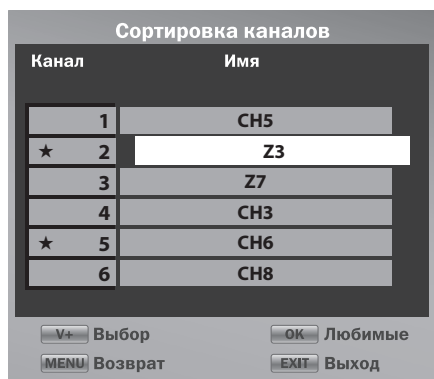 Сортировка каналов
Канал Имя
1 CH5
★ 2 Z3
3 Z7
4 CH3
★ 5 CH6
6 CH8
V+ Выбор OK Любимые
MENU Возврат EXIT Выход